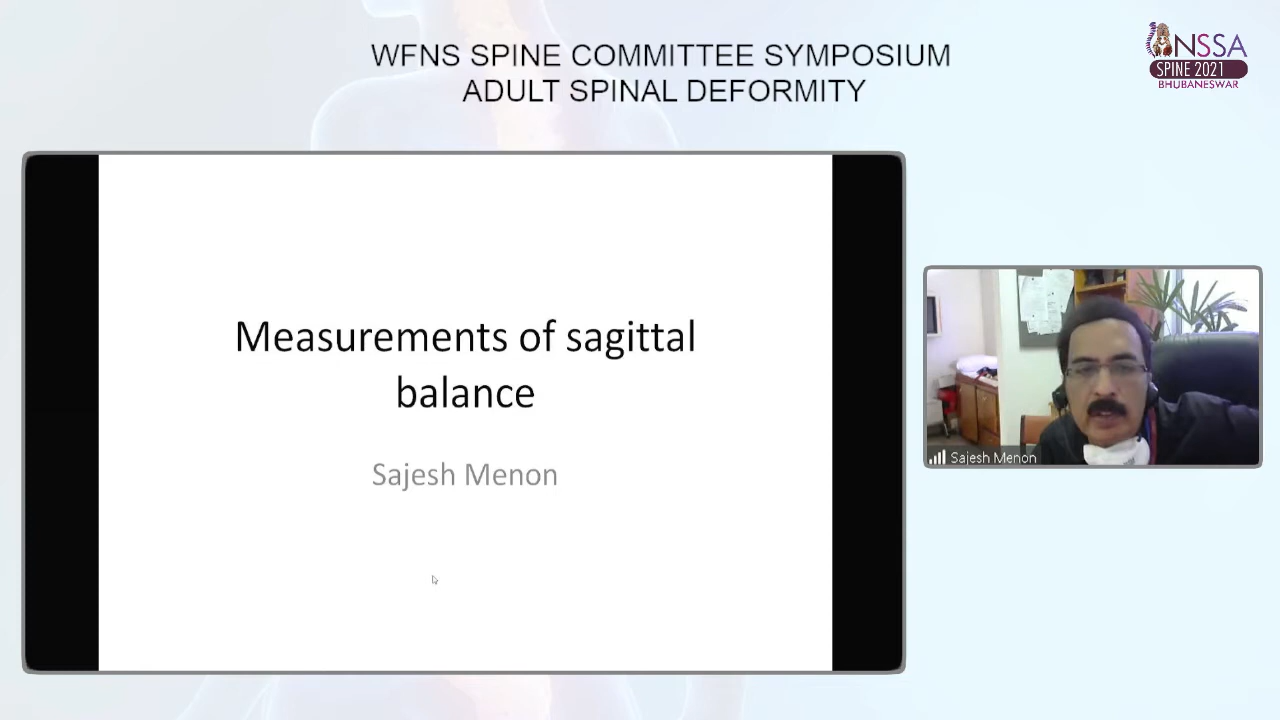 WFNS SPINE COMMITTEE SYMPOSIUM
ADULT SPINAL DEFORMITY
NSSA
SPINE 2021
BHUBANESWAR
Measurements of sagittal
balance
Sajesh Menon
Sajesh Menon